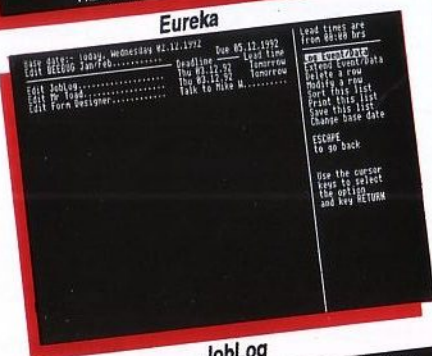 Eureka
Base date:- Today, Wednesday 02.12.1992
Edit BEEBUG Jan/Feb............ Due 05.12.1992
Deadline Lead time
Edit JobLog.................... Thu 03.12.92 Tomorrow
Edit Mr Toad................... Thu 03.12.92 Tomorrow
Edit Form Designer............. Talk to Mike W..........
Lead times are
from 00:00 hrs
Log Event/Data
Extend Event/Data
Delete a row
Modify a row
Sort this list
Print this list
Save this list
Change base date
ESCAPE
to go back
Use the cursor
keys to select
the option
and key RETURN
JobLog